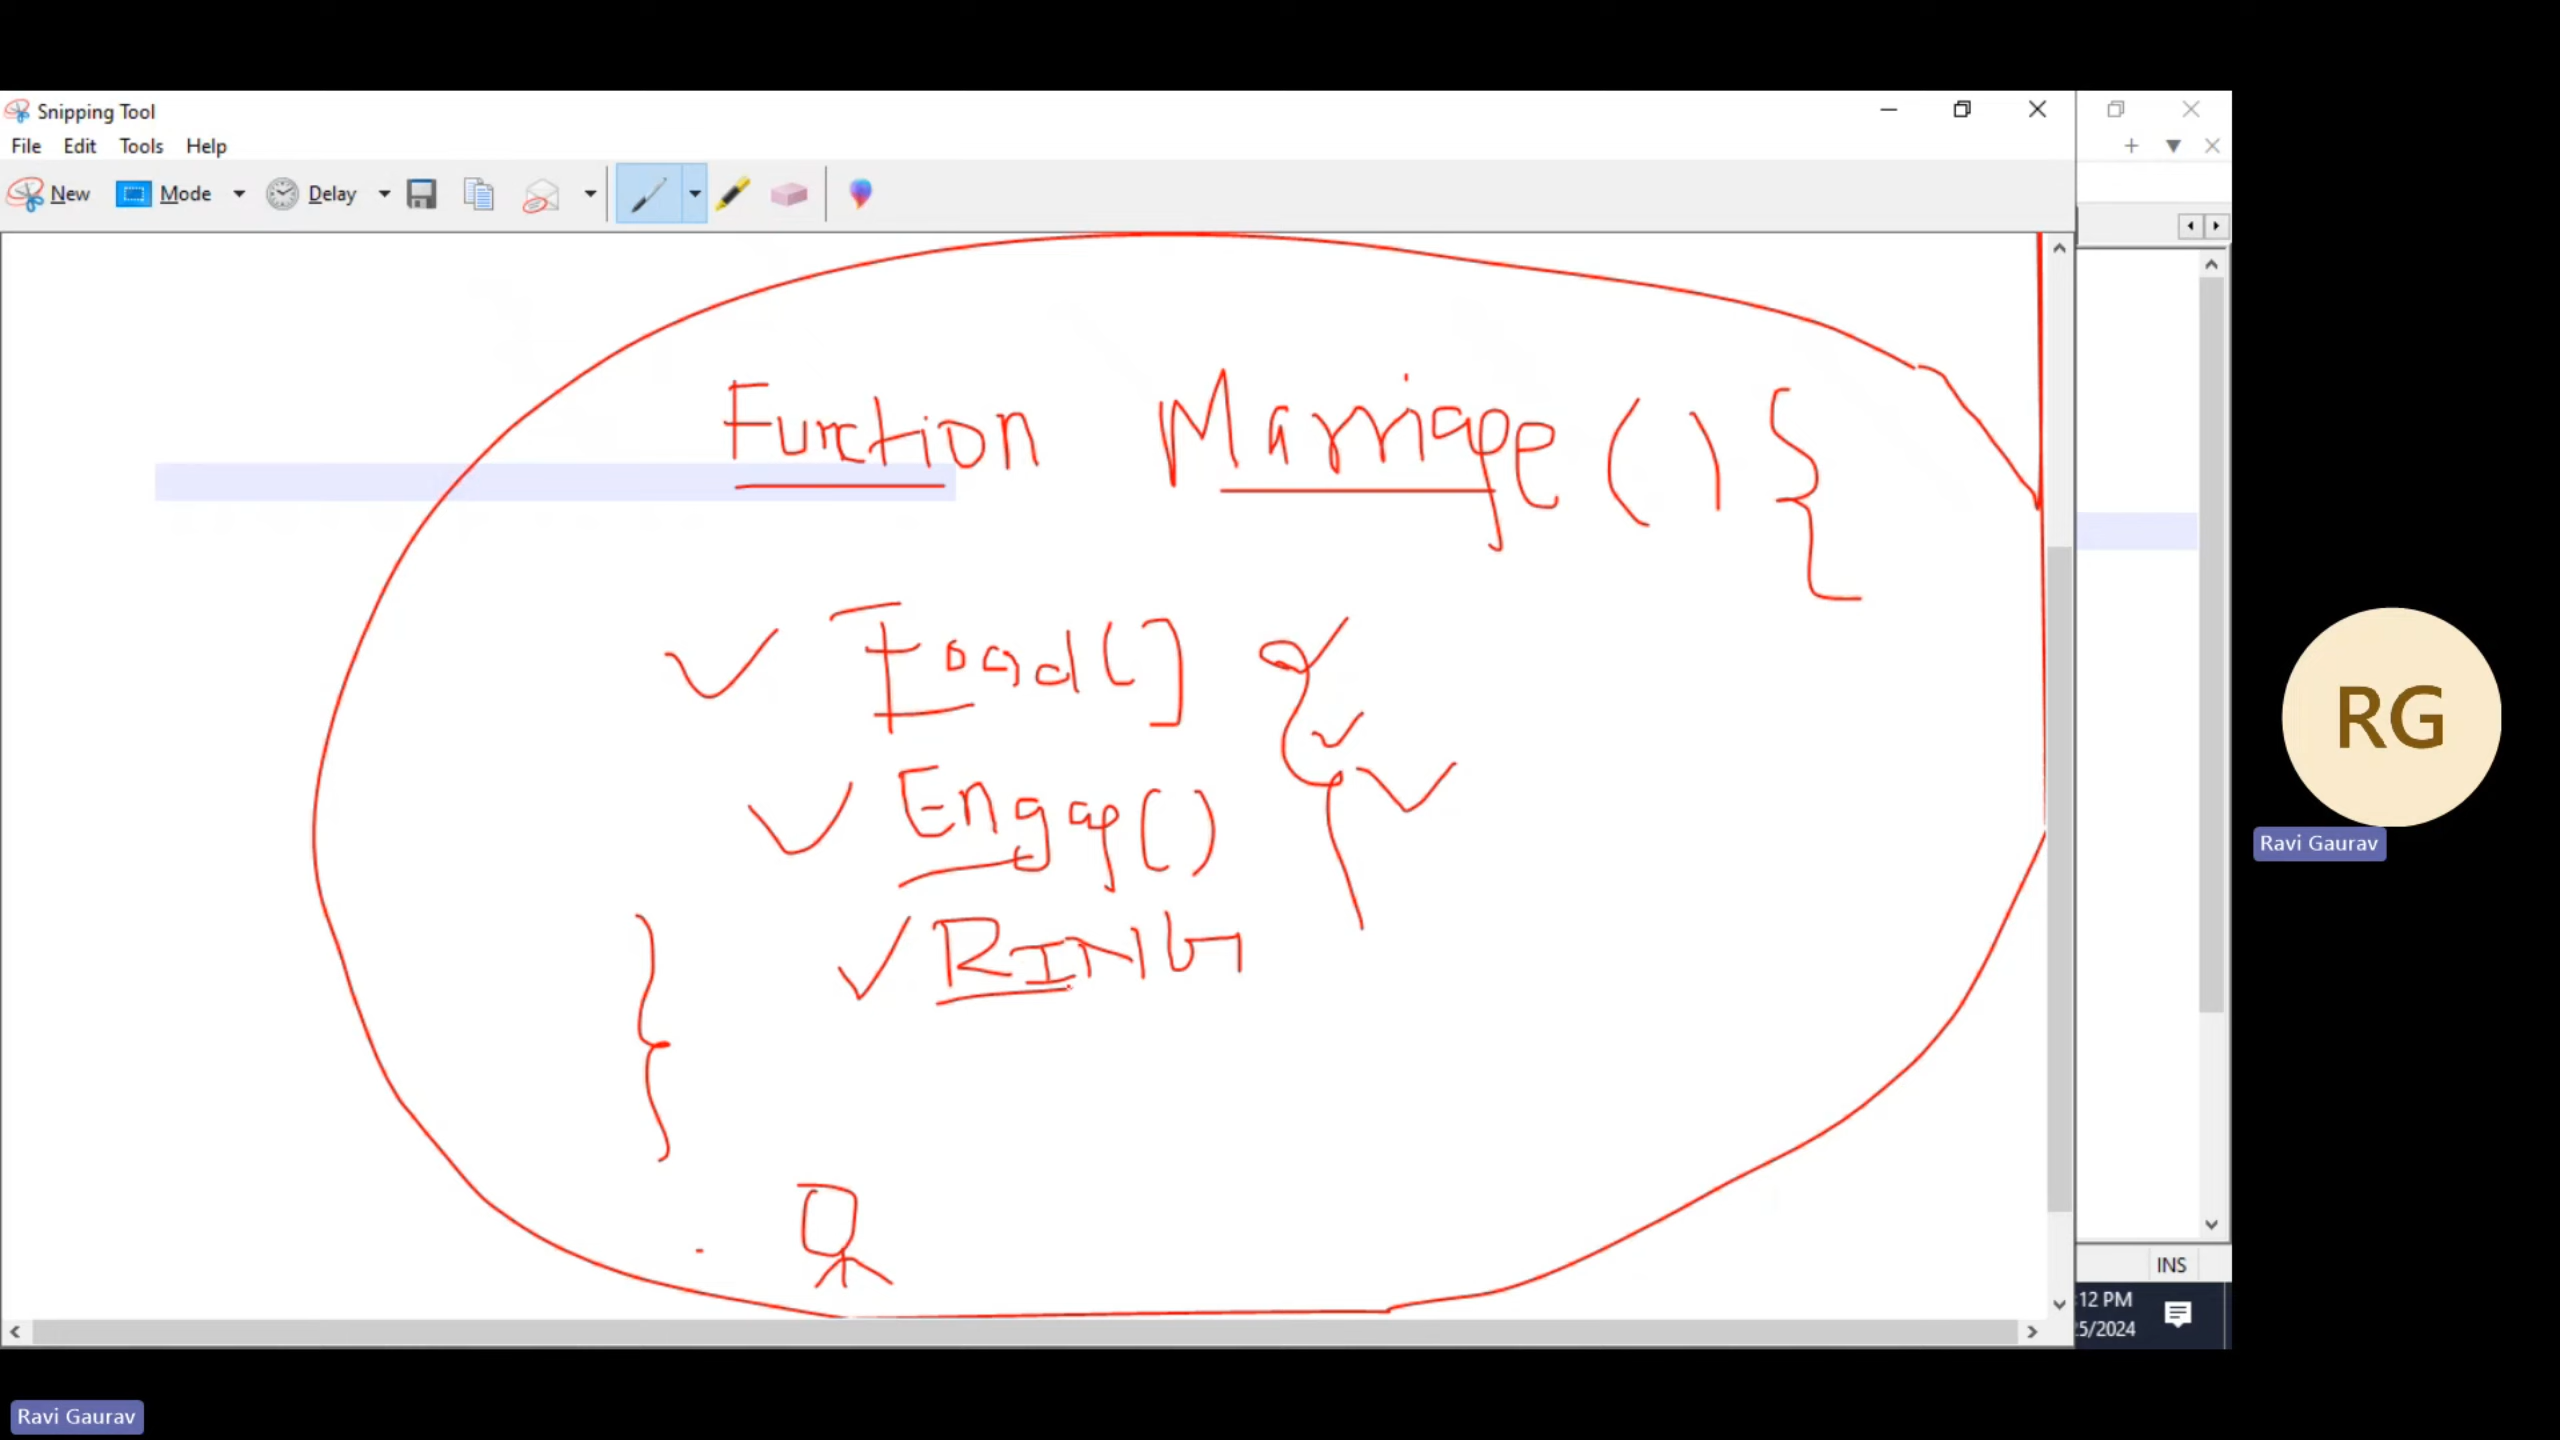 Snipping Tool
File Edit Tools Help
New Mode Delay
Function Marriage ( ) {
Food( ]
Engag( )
RING
}
RG
Ravi Gaurav
INS
:12 PM
5/2024
Ravi Gaurav